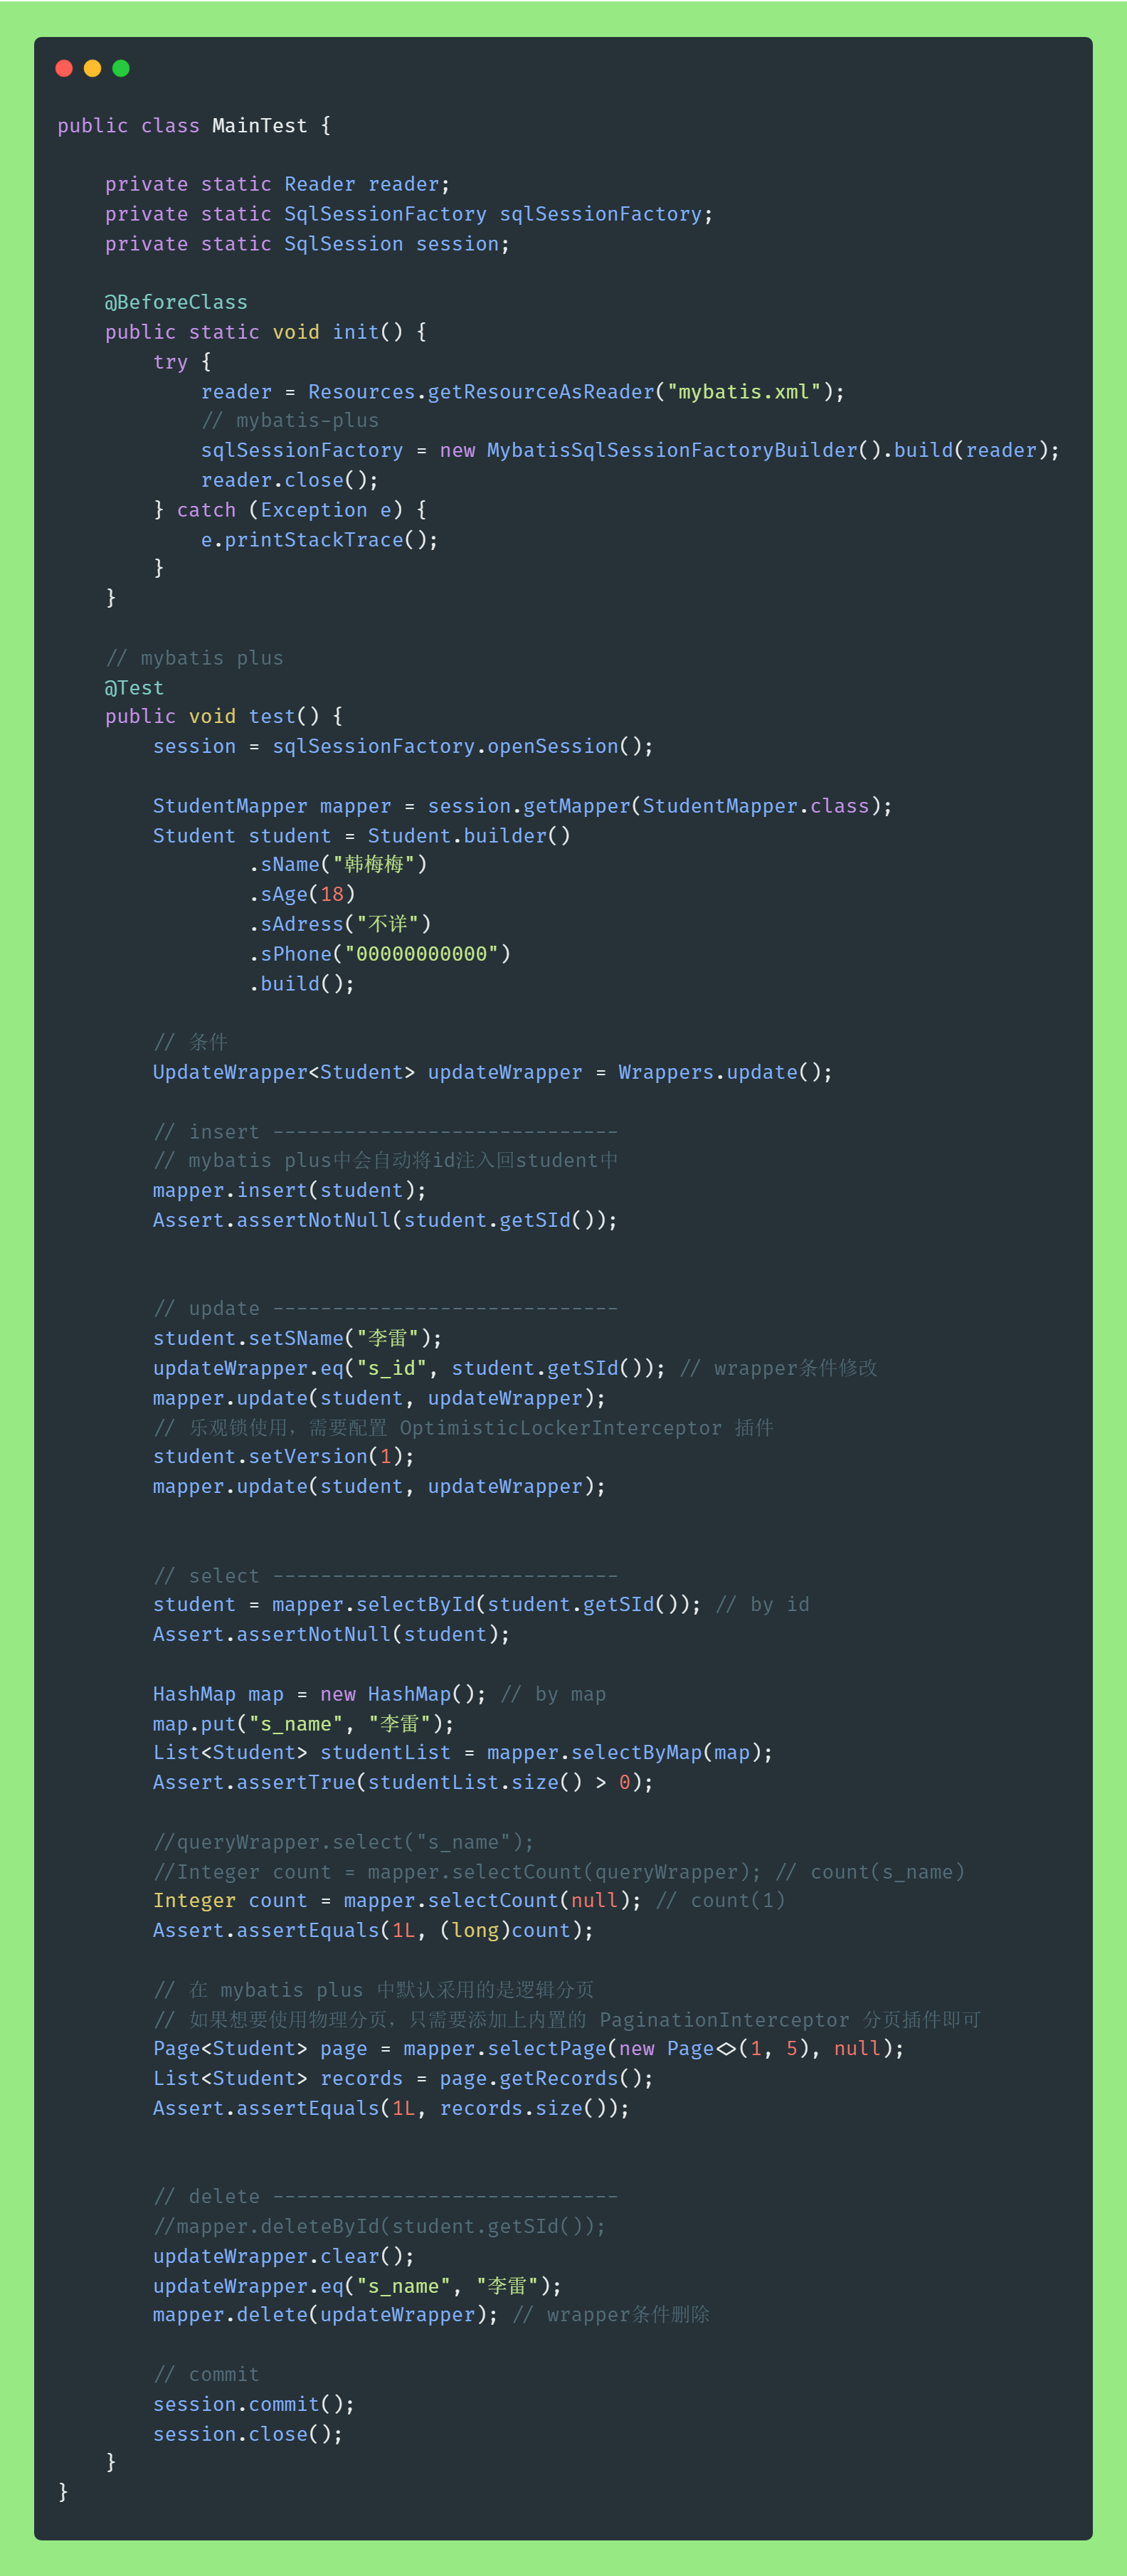 public class MainTest {
private static Reader reader;
private static SqlSessionFactory sqlSessionFactory;
private static SqlSession session;
@BeforeClass
public static void init() {
try {
reader = Resources.getResourceAsReader("mybatis.xml");
// mybatis-plus
sqlSessionFactory = new MybatisSqlSessionFactoryBuilder().build(reader);
reader.close();
} catch (Exception e) {
e.printStackTrace();
}
}
// mybatis plus
@Test
public void test() {
session = sqlSessionFactory.openSession();
StudentMapper mapper = session.getMapper(StudentMapper.class);
Student student = Student.builder()
.sName("韩梅梅")
.sAge(18)
.sAdress("不详")
.sPhone("00000000000")
.build();
// 条件
UpdateWrapper<Student> updateWrapper = Wrappers.update();
// insert -----------------------------
// mybatis plus中会自动将id注入回student中
mapper.insert(student);
Assert.assertNotNull(student.getSId());
// update -----------------------------
student.setSName("李雷");
updateWrapper.eq("s_id", student.getSId()); // wrapper条件修改
mapper.update(student, updateWrapper);
// 乐观锁使用，需要配置 OptimisticLockerInterceptor 插件
student.setVersion(1);
mapper.update(student, updateWrapper);
// select -----------------------------
student = mapper.selectById(student.getSId()); // by id
Assert.assertNotNull(student);
HashMap map = new HashMap(); // by map
map.put("s_name", "李雷");
List<Student> studentList = mapper.selectByMap(map);
Assert.assertTrue(studentList.size() > 0);
//queryWrapper.select("s_name");
//Integer count = mapper.selectCount(queryWrapper); // count(s_name)
Integer count = mapper.selectCount(null); // count(1)
Assert.assertEquals(1L, (long)count);
// 在 mybatis plus 中默认采用的是逻辑分页
// 如果想要使用物理分页，只需要添加上内置的 PaginationInterceptor 分页插件即可
Page<Student> page = mapper.selectPage(new Page<>(1, 5), null);
List<Student> records = page.getRecords();
Assert.assertEquals(1L, records.size());
// delete -----------------------------
//mapper.deleteById(student.getSId());
updateWrapper.clear();
updateWrapper.eq("s_name", "李雷");
mapper.delete(updateWrapper); // wrapper条件删除
// commit
session.commit();
session.close();
}
}